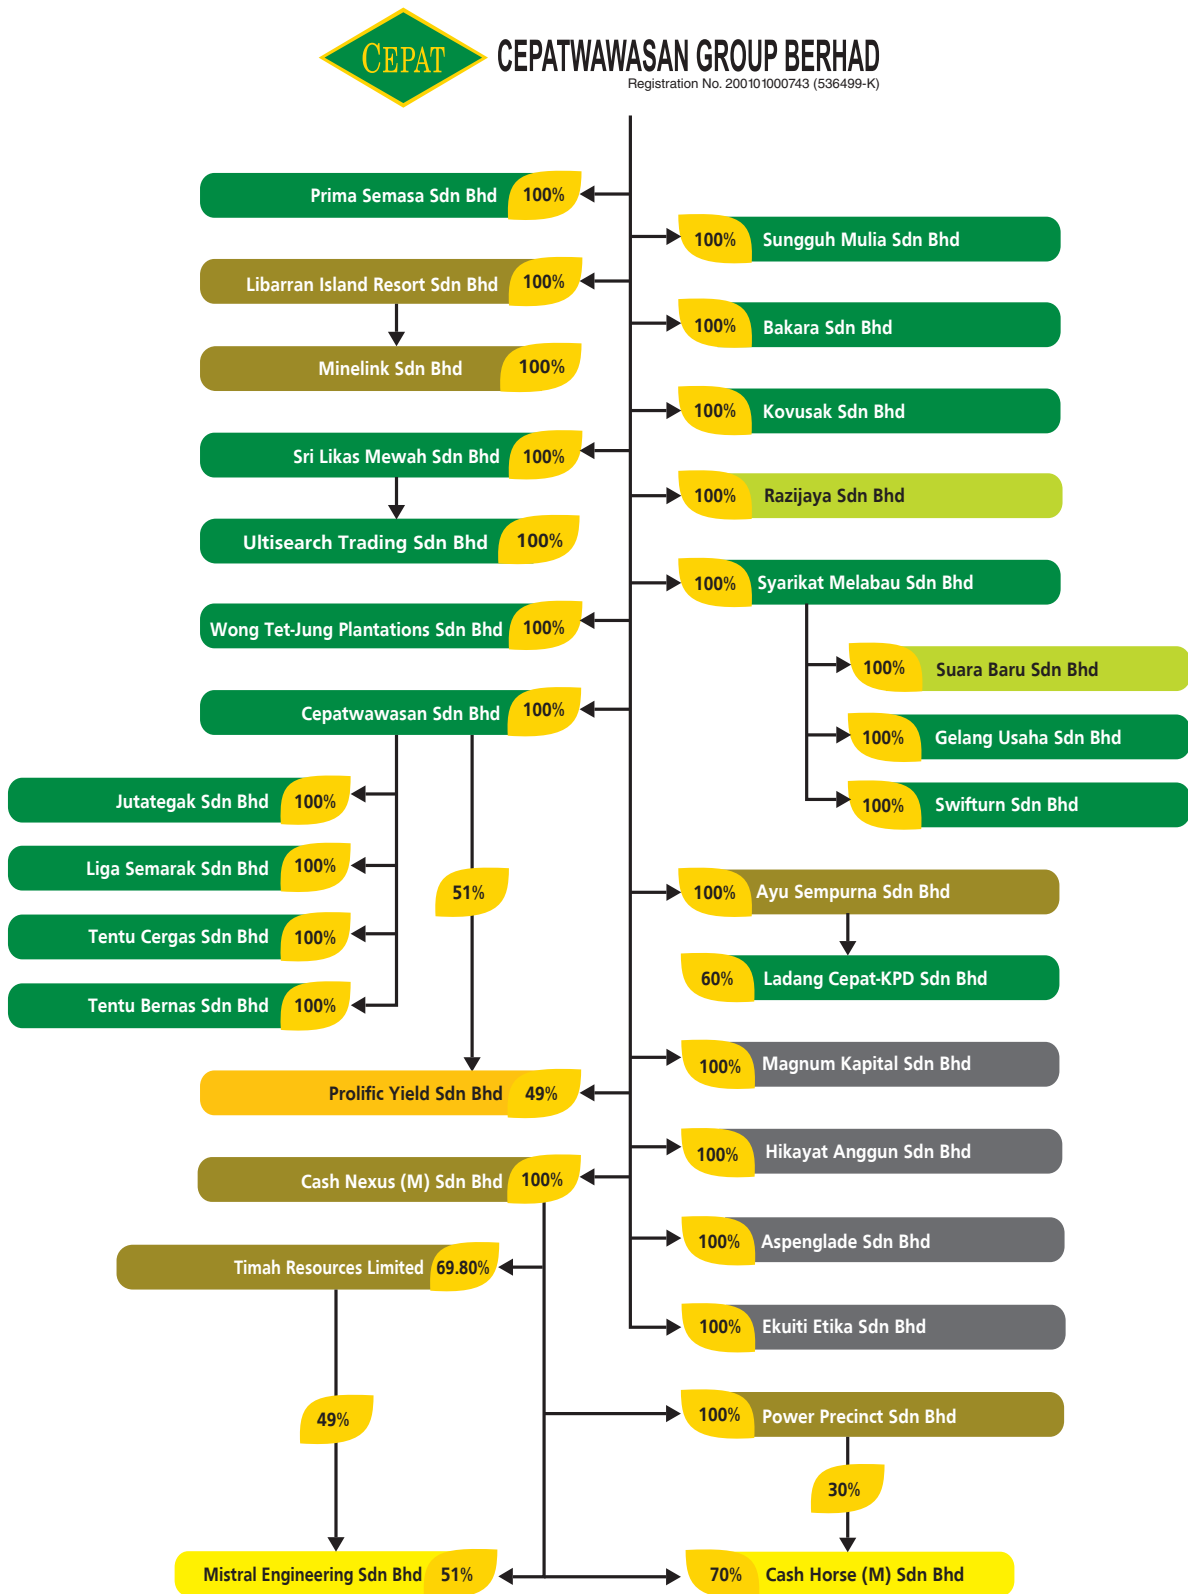 CEPAT
CEPATWAWASAN GROUP BERHAD
Registration No. 200101000743 (536499-K)
Prima Semasa Sdn Bhd 100%
100% Sungguh Mulia Sdn Bhd
Libarran Island Resort Sdn Bhd 100%
100% Bakara Sdn Bhd
Minelink Sdn Bhd 100%
100% Kovusak Sdn Bhd
Sri Likas Mewah Sdn Bhd 100%
100% Razijaya Sdn Bhd
Ultisearch Trading Sdn Bhd 100%
100% Syarikat Melabau Sdn Bhd
Wong Tet-Jung Plantations Sdn Bhd 100%
100% Suara Baru Sdn Bhd
Cepatwawasan Sdn Bhd 100%
100% Gelang Usaha Sdn Bhd
Jutategak Sdn Bhd 100%
100% Swifturn Sdn Bhd
Liga Semarak Sdn Bhd 100%
51%
100% Ayu Sempurna Sdn Bhd
Tentu Cergas Sdn Bhd 100%
60% Ladang Cepat-KPD Sdn Bhd
Tentu Bernas Sdn Bhd 100%
100% Magnum Kapital Sdn Bhd
Prolific Yield Sdn Bhd 49%
100% Hikayat Anggun Sdn Bhd
Cash Nexus (M) Sdn Bhd 100%
100% Aspenglade Sdn Bhd
Timah Resources Limited 69.80%
100% Ekuiti Etika Sdn Bhd
49%
100% Power Precinct Sdn Bhd
30%
Mistral Engineering Sdn Bhd 51%
70% Cash Horse (M) Sdn Bhd